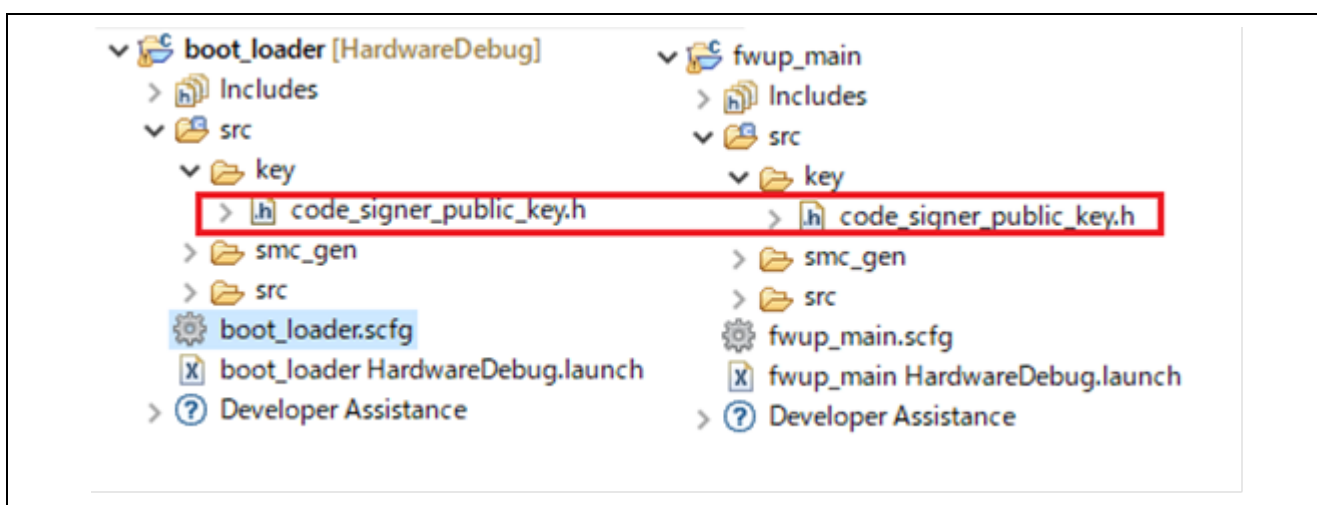 boot_loader [HardwareDebug]
Includes
src
key
code_signer_public_key.h
smc_gen
src
boot_loader.scfg
boot_loader HardwareDebug.launch
Developer Assistance
fwup_main
Includes
src
key
code_signer_public_key.h
smc_gen
src
fwup_main.scfg
fwup_main HardwareDebug.launch
Developer Assistance